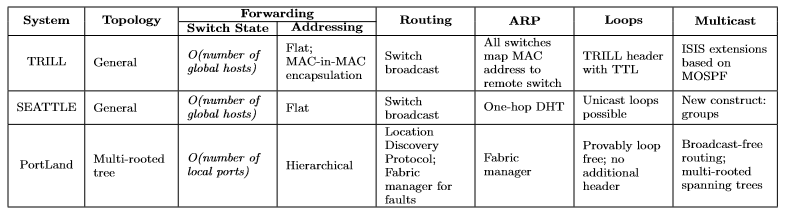 System Topology Forwarding Routing ARP Loops Multicast
Switch State Addressing
TRILL General O(number of global hosts) Flat; MAC-in-MAC encapsulation Switch broadcast All switches map MAC address to remote switch TRILL header with TTL ISIS extensions based on MOSPF
SEATTLE General O(number of global hosts) Flat Switch broadcast One-hop DHT Unicast loops possible New construct: groups
PortLand Multi-rooted tree O(number of local ports) Hierarchical Location Discovery Protocol; Fabric manager for faults Fabric manager Provably loop free; no additional header Broadcast-free routing; multi-rooted spanning trees